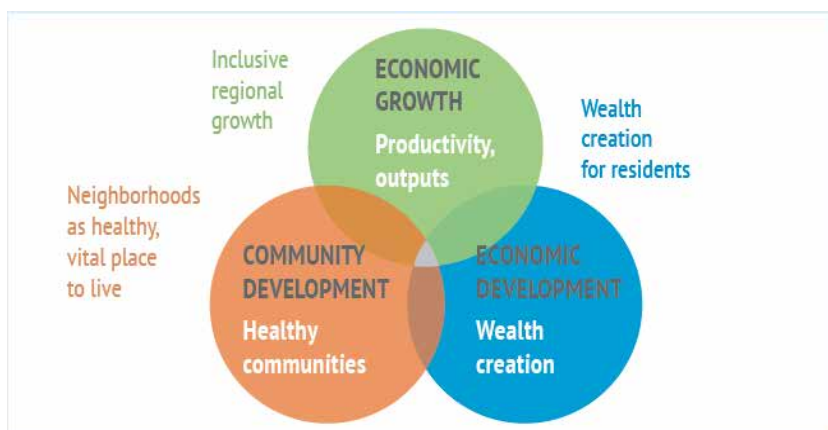 Inclusive
regional
growth
ECONOMIC
GROWTH
Productivity,
outputs
Wealth
creation
for residents
Neighborhoods
as healthy,
vital place
to live
COMMUNITY
DEVELOPMENT
Healthy
communities
ECONOMIC
DEVELOPMENT
Wealth
creation